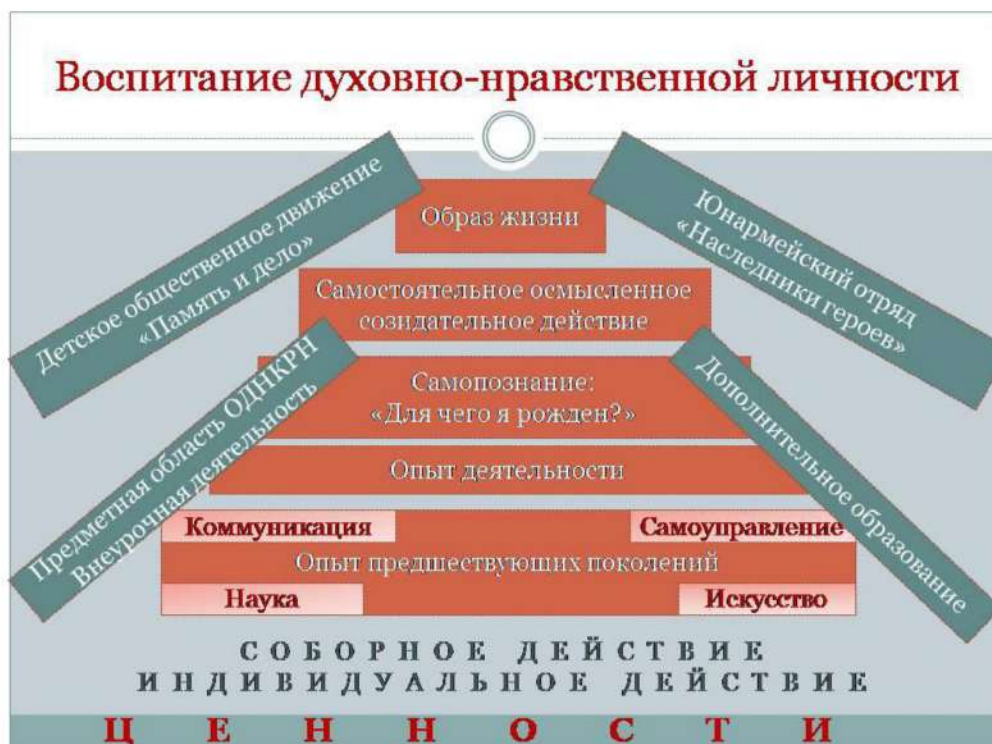 Воспитание духовно-нравственной личности
Детское общественное движение
«Память и дело»
Юнармейский отряд
«Наследники героев»
Образ жизни
Самостоятельное осмысленное
созидательное действие
Предметная область ОДНКРН
Внеурочная деятельность
Дополнительное образование
Самопознание:
«Для чего я рожден?»
Опыт деятельности
Коммуникация
Самоуправление
Опыт предшествующих поколений
Наука
Искусство
СОБОРНОЕ ДЕЙСТВИЕ
ИНДИВИДУАЛЬНОЕ ДЕЙСТВИЕ
ЦЕННОСТИ